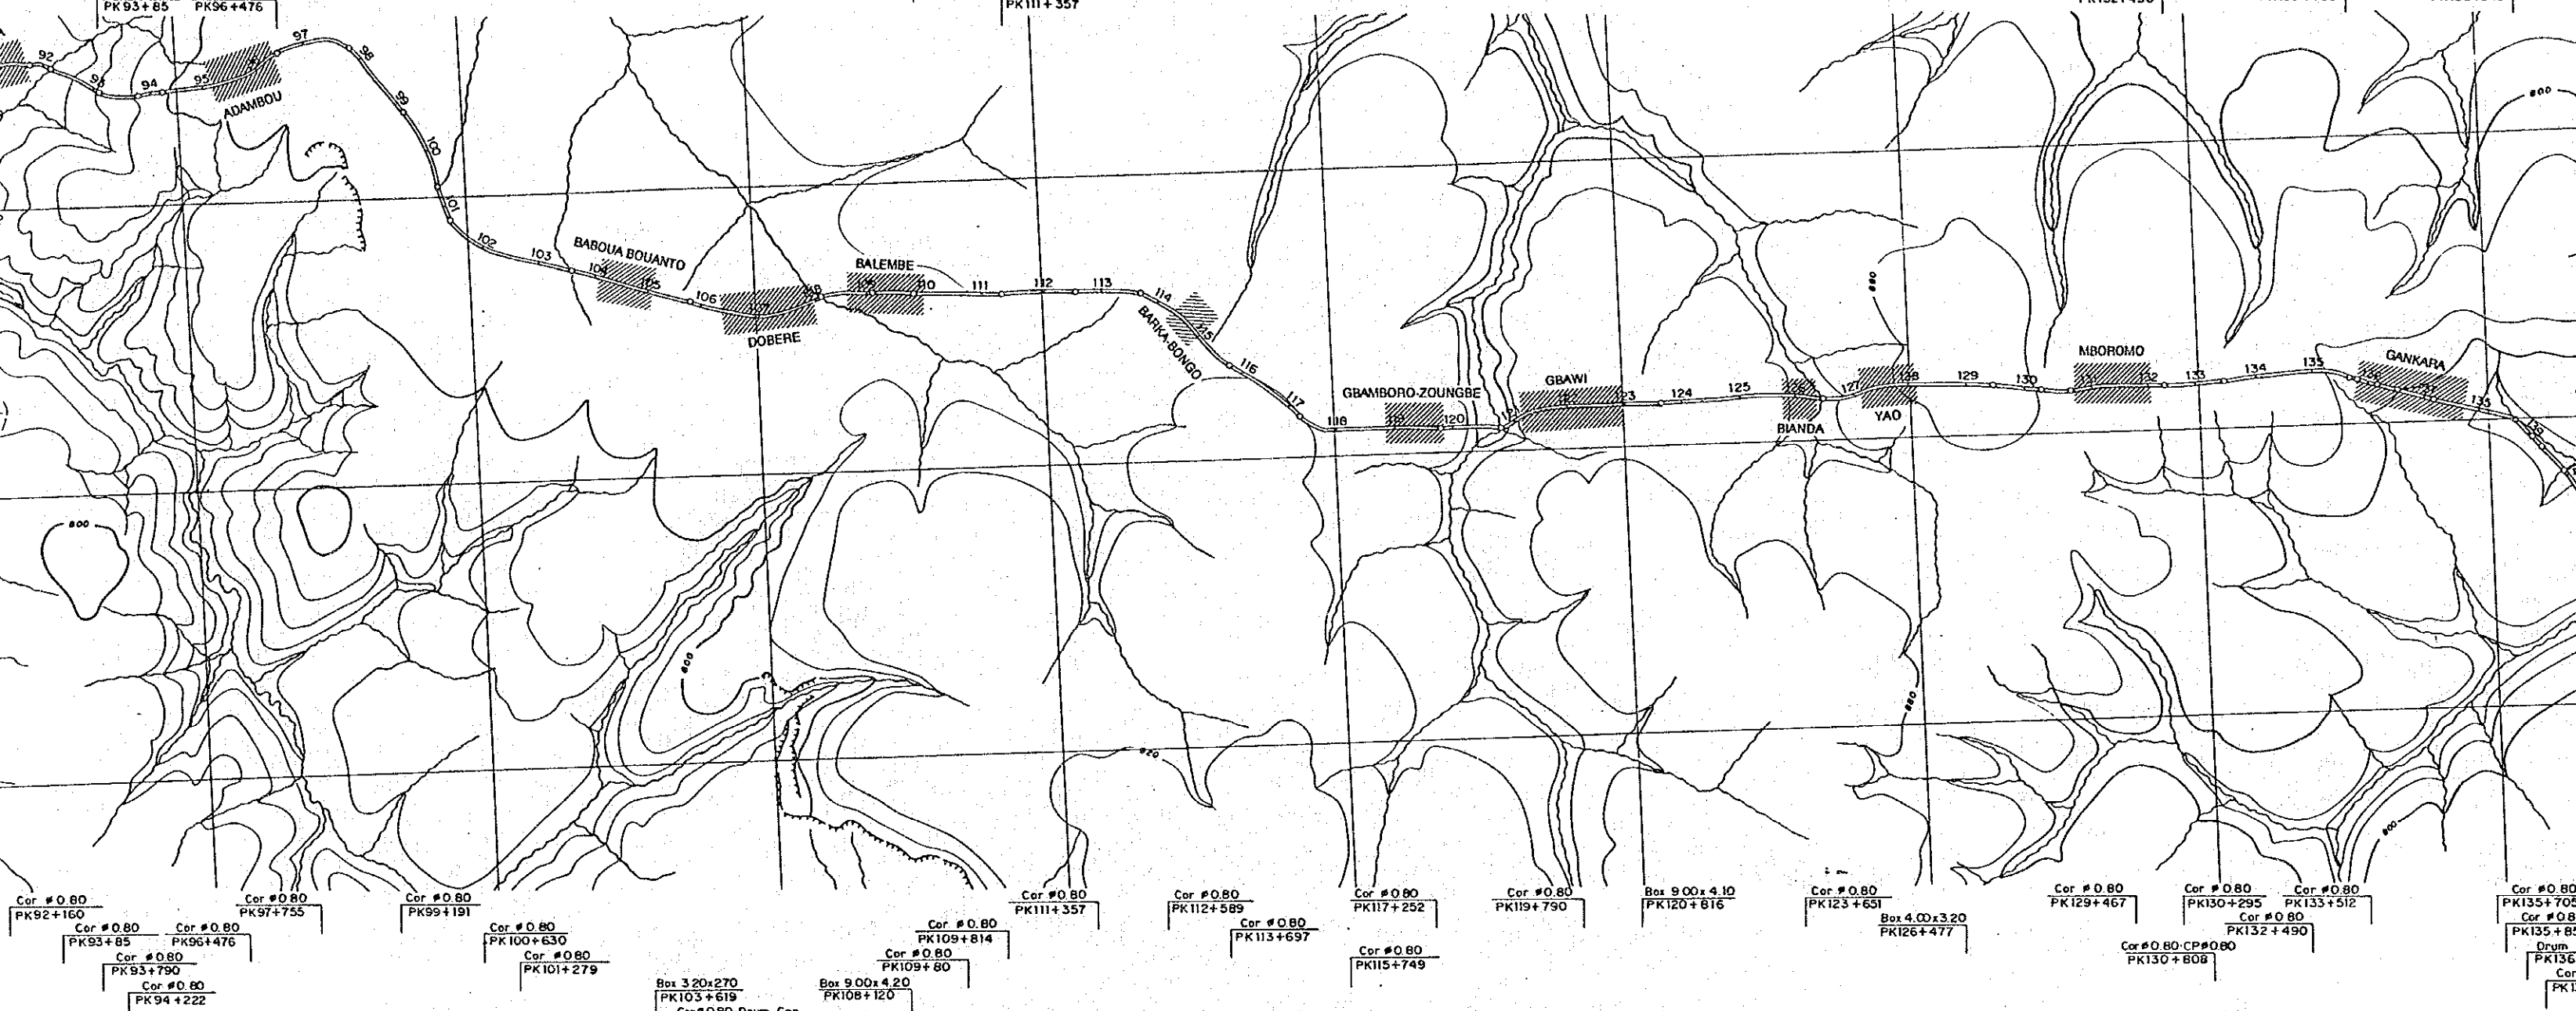 PK93+85 PK96+476
PK111+357
92
93
94
95
97
98
99
100
101
102
103
104
105
106
ADAMBOU
BABOUA BOUANTO
DOBERE
BALEMBE
110
111
112
113
114
115
BARKA-BONGO
116
117
118
GBAMBORO-ZOUNGBE
120
GBAWI
124
125
BIANDA
127
YAO
129
130
MBOROMO
132
133
134
135
GANKARA
800
800
800
820
880
880
800
Cor ø0.80
PK92+160
Cor ø0.80
PK93+85
Cor ø0.80
PK93+790
Cor ø0.80
PK94+222
Cor ø0.80
PK96+476
Cor ø0.80
PK97+755
Cor ø0.80
PK99+191
Cor ø0.80
PK100+630
Cor ø0.80
PK101+279
Box 3.20x2.70
PK103+619
Box 9.00x4.20
PK108+120
Cor ø0.80
PK109+80
Cor ø0.80
PK109+814
Cor ø0.80
PK111+357
Cor ø0.80
PK112+589
Cor ø0.80
PK113+697
Cor ø0.80
PK115+749
Cor ø0.80
PK117+252
Cor ø0.80
PK119+790
Box 9.00x4.10
PK120+816
Cor ø0.80
PK123+651
Box 4.00x3.20
PK126+477
Cor ø0.80
PK129+467
Cor ø0.80
PK130+295
Cor ø0.80·CPø0.80
PK130+808
Cor ø0.80
PK132+490
Cor ø0.80
PK133+512
Cor ø0.80
PK135+705
Drum